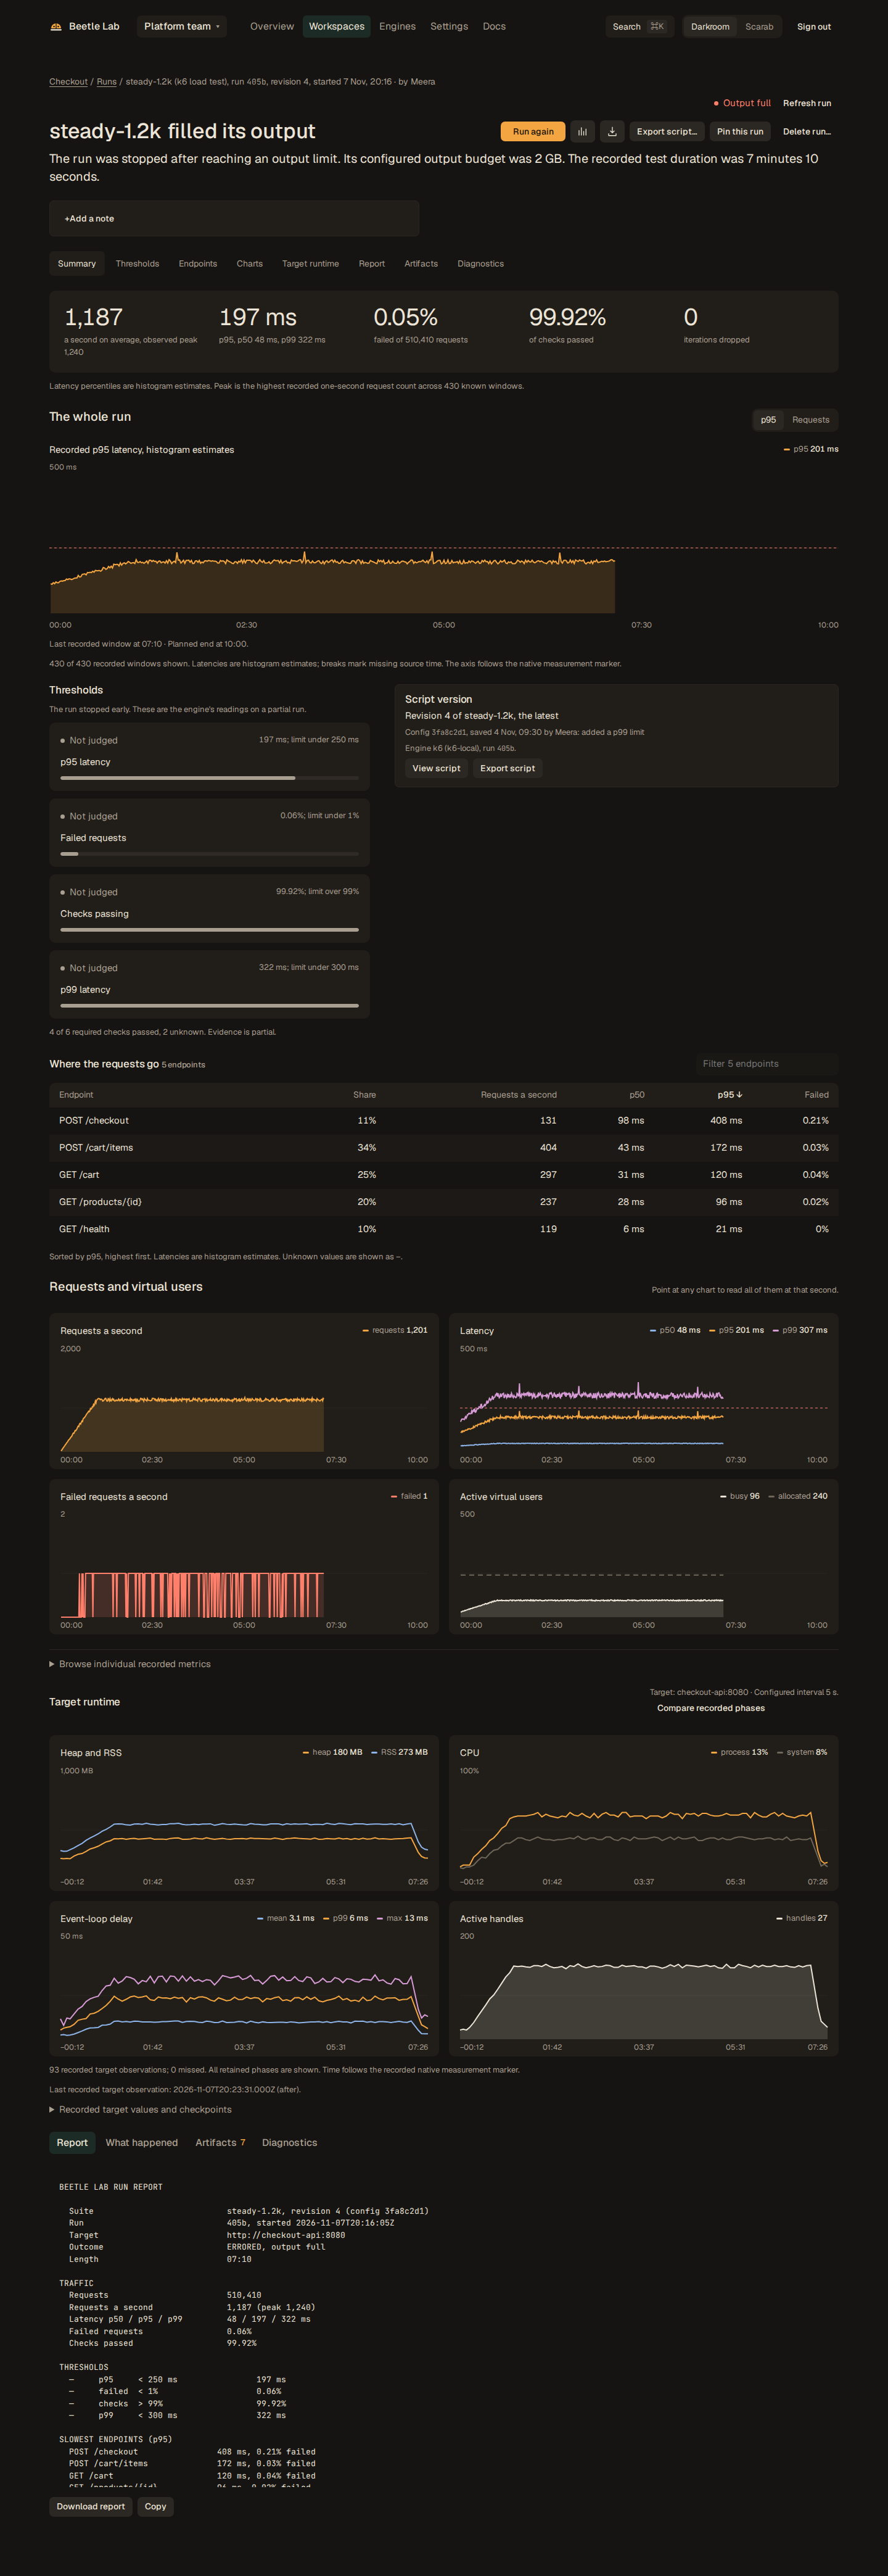 Beetle Lab Platform team Overview Workspaces Engines Settings Docs Search ⌘K Darkroom Scarab Sign out
Checkout / Runs / steady-1.2k (k6 load test), run 405b, revision 4, started 7 Nov, 20:16 · by Meera
Output full Refresh run
steady-1.2k filled its output
Run again Export script... Pin this run Delete run...
The run was stopped after reaching an output limit. Its configured output budget was 2 GB. The recorded test duration was 7 minutes 10
seconds.
+Add a note
Summary Thresholds Endpoints Charts Target runtime Report Artifacts Diagnostics
1,187 197 ms 0.05% 99.92% 0
a second on average, observed peak p95, p50 48 ms, p99 322 ms failed of 510,410 requests of checks passed iterations dropped
1,240
Latency percentiles are histogram estimates. Peak is the highest recorded one-second request count across 430 known windows.
The whole run p95 Requests
Recorded p95 latency, histogram estimates p95 201 ms
500 ms
00:00 02:30 05:00 07:30 10:00
Last recorded window at 07:10 · Planned end at 10:00.
430 of 430 recorded windows shown. Latencies are histogram estimates; breaks mark missing source time. The axis follows the native measurement marker.
Thresholds
The run stopped early. These are the engine's readings on a partial run.
Not judged 197 ms; limit under 250 ms
p95 latency
Not judged 0.06%; limit under 1%
Failed requests
Not judged 99.92%; limit over 99%
Checks passing
Not judged 322 ms; limit under 300 ms
p99 latency
4 of 6 required checks passed, 2 unknown. Evidence is partial.
Script version
Revision 4 of steady-1.2k, the latest
Config 3fa8c2d1, saved 4 Nov, 09:30 by Meera: added a p99 limit
Engine k6 (k6-local), run 405b.
View script Export script
Where the requests go 5 endpoints Filter 5 endpoints
Endpoint Share Requests a second p50 p95 ↓ Failed
POST /checkout 11% 131 98 ms 408 ms 0.21%
POST /cart/items 34% 404 43 ms 172 ms 0.03%
GET /cart 25% 297 31 ms 120 ms 0.04%
GET /products/{id} 20% 237 28 ms 96 ms 0.02%
GET /health 10% 119 6 ms 21 ms 0%
Sorted by p95, highest first. Latencies are histogram estimates. Unknown values are shown as –.
Requests and virtual users Point at any chart to read all of them at that second.
Requests a second requests 1,201
2,000
00:00 02:30 05:00 07:30 10:00
Latency p50 48 ms p95 201 ms p99 307 ms
500 ms
00:00 02:30 05:00 07:30 10:00
Failed requests a second failed 1
2
00:00 02:30 05:00 07:30 10:00
Active virtual users busy 96 allocated 240
500
00:00 02:30 05:00 07:30 10:00
Browse individual recorded metrics
Target runtime Target: checkout-api:8080 · Configured interval 5 s.
Compare recorded phases
Heap and RSS heap 180 MB RSS 273 MB
1,000 MB
−00:12 01:42 03:37 05:31 07:26
CPU process 13% system 8%
100%
−00:12 01:42 03:37 05:31 07:26
Event-loop delay mean 3.1 ms p99 6 ms max 13 ms
50 ms
−00:12 01:42 03:37 05:31 07:26
Active handles handles 27
200
−00:12 01:42 03:37 05:31 07:26
93 recorded target observations; 0 missed. All retained phases are shown. Time follows the recorded native measurement marker.
Last recorded target observation: 2026-11-07T20:23:31.000Z (after).
Recorded target values and checkpoints
Report What happened Artifacts 7 Diagnostics
BEETLE LAB RUN REPORT
Suite steady-1.2k, revision 4 (config 3fa8c2d1)
Run 405b, started 2026-11-07T20:16:05Z
Target http://checkout-api:8080
Outcome ERRORED, output full
Length 07:10
TRAFFIC
Requests 510,410
Requests a second 1,187 (peak 1,240)
Latency p50 / p95 / p99 48 / 197 / 322 ms
Failed requests 0.06%
Checks passed 99.92%
THRESHOLDS
— p95 < 250 ms 197 ms
— failed < 1% 0.06%
— checks > 99% 99.92%
— p99 < 300 ms 322 ms
SLOWEST ENDPOINTS (p95)
POST /checkout 408 ms, 0.21% failed
POST /cart/items 172 ms, 0.03% failed
GET /cart 120 ms, 0.04% failed
GET /products/{id} 96 ms, 0.02% failed
Download report Copy